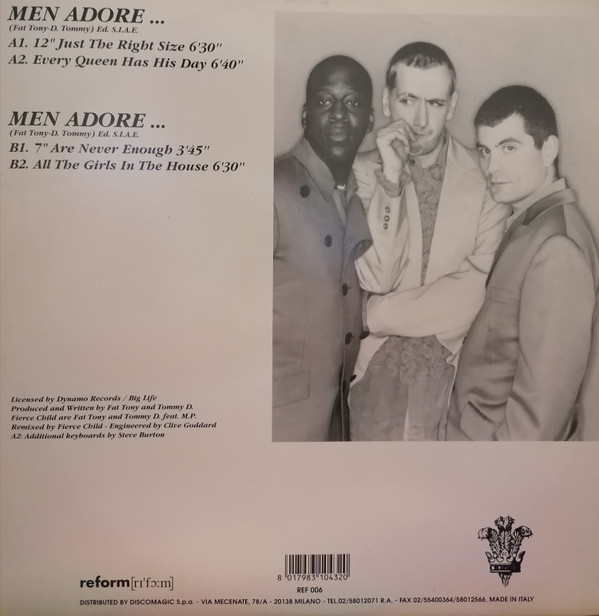 MEN ADORE ...
(Fat Tony-D. Tommy) Ed. S.I.A.E.
A1. 12" Just The Right Size 6'30"
A2. Every Queen Has His Day 6'40"
MEN ADORE ...
(Fat Tony-D. Tommy) Ed. S.I.A.E.
B1. 7" Are Never Enough 3'45"
B2. All The Girls In The House 6'30"
Licensed by Dynamo Records / Big Life
Produced and Written by Fat Tony and Tommy D.
Fierce Child are Fat Tony and Tommy D. feat. M.P.
Remixed by Fierce Child - Engineered by Clive Goddard
A2: Additional keyboards by Steve Burton
reform[rɪ'fɔ:m]
8 017983 104320
REF 006
DISTRIBUTED BY DISCOMAGIC S.p.a. - VIA MECENATE, 78/A - 20138 MILANO - TEL.02/58012071 R.A. - FAX 02/55400364/58012566. MADE IN ITALY